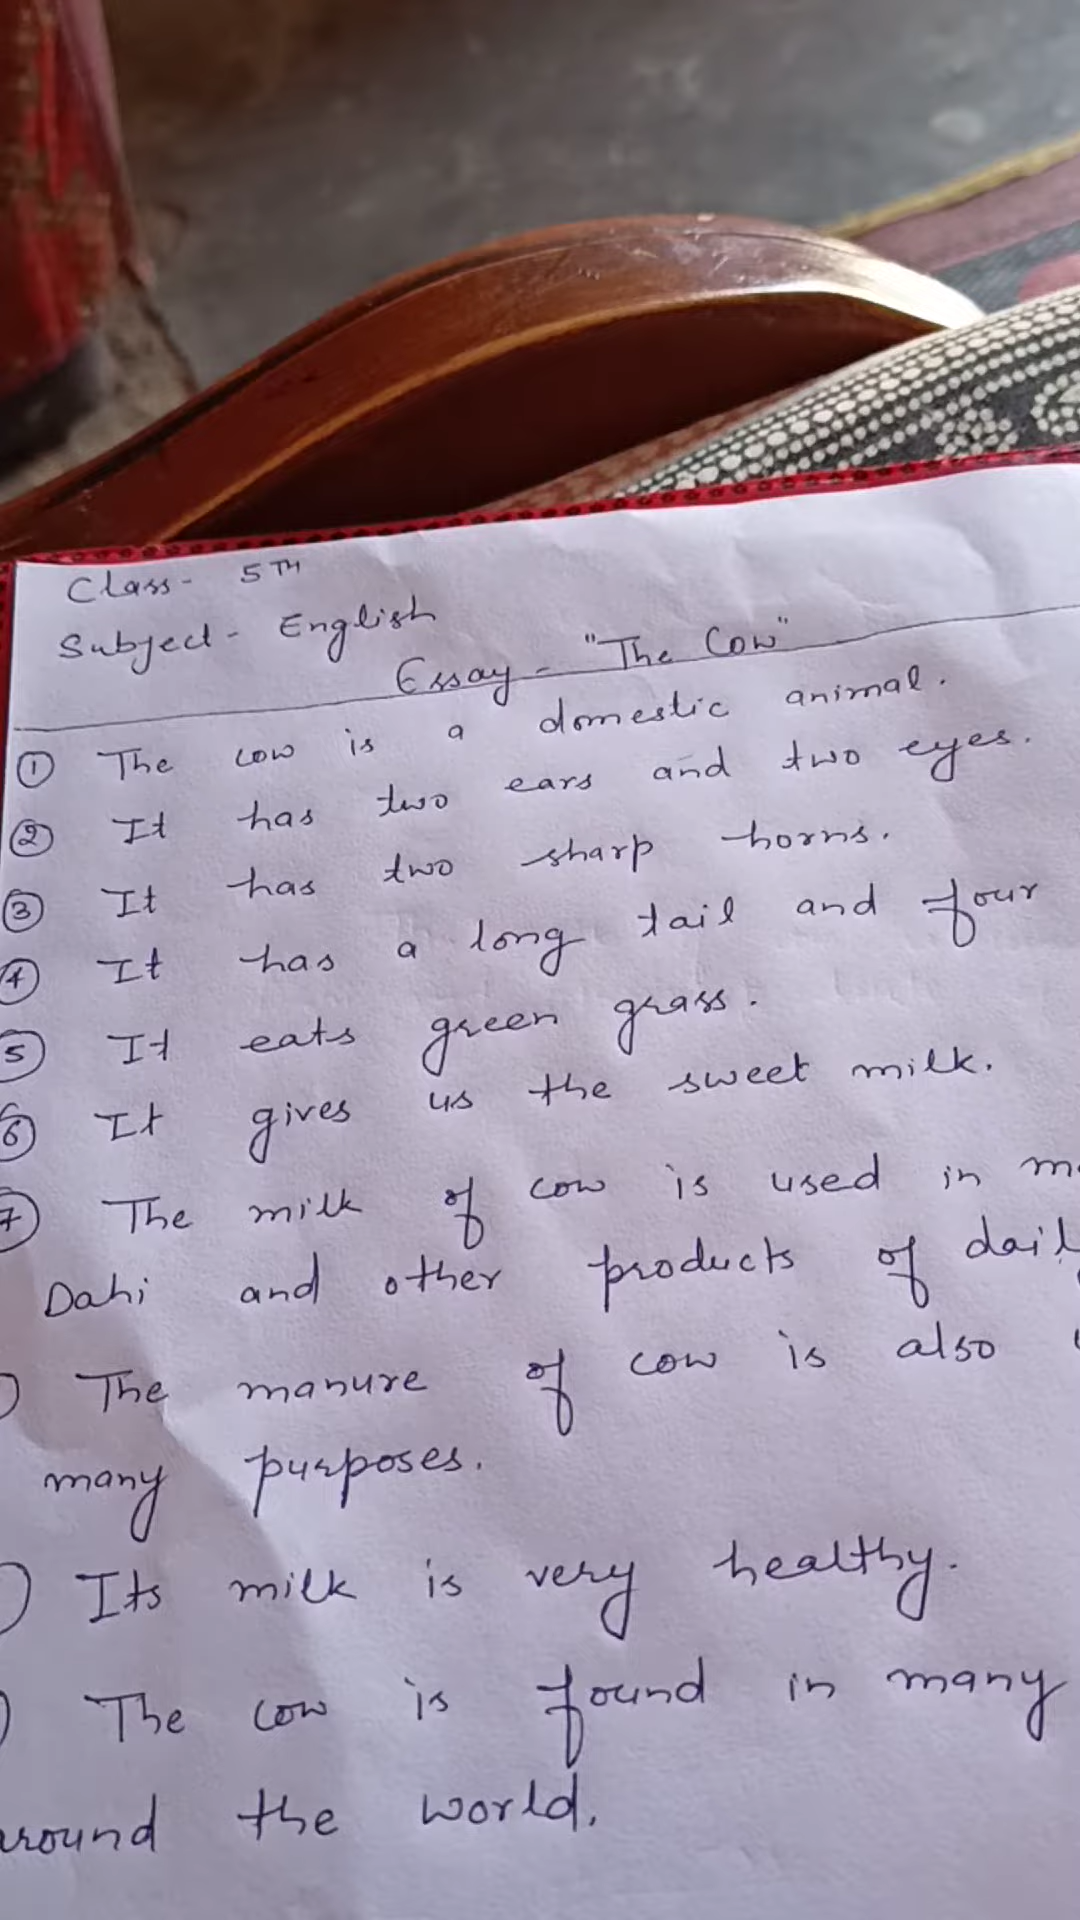 Class - 5TH
Subject - English
Essay - "The Cow"
① The cow is a domestic animal.
② It has two ears and two eyes.
③ It has two sharp horns.
④ It has a long tail and four
⑤ It eats green grass.
⑥ It gives us the sweet milk.
⑦ The milk of cow is used in
Dahi and other products of
The manure of cow is also
many purposes.
Its milk is very healthy.
The cow is found in many
around the world.